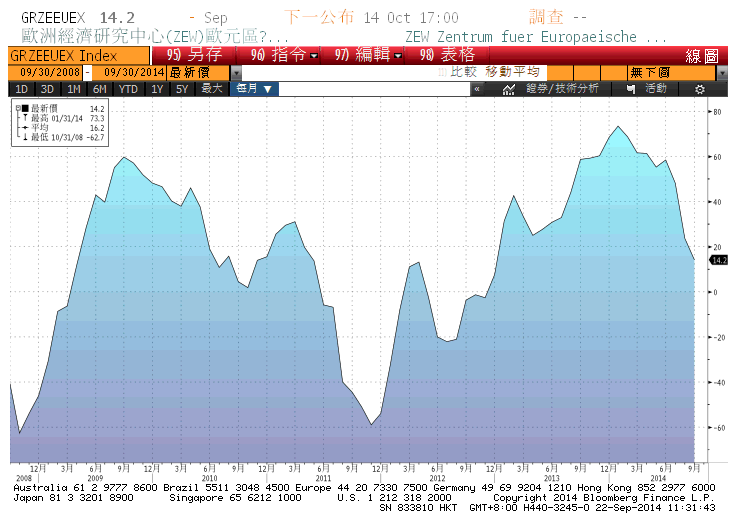 GRZEEUEX 14.2 - Sep 下一公布 14 Oct 17:00 調查 --
歐洲經濟研究中心(ZEW)歐元區?... ZEW Zentrum fuer Europaeische ...
GRZEEUEX Index 95) 另存 96) 指令 97) 編輯 98) 表格 線圖
09/30/2008 - 09/30/2014 最新價 比較 移動平均 無下價
1D 3D 1M 6M YTD 1Y 5Y 最大 每月 ▼ « 證券/技術分析 活動
最新價 14.2
最高 01/31/14 73.3
平均 16.2
最低 10/31/08 -62.7
80
60
40
20
14.2
0
-20
-40
-60
12月 3月 6月 9月 12月 3月 6月 9月 12月 3月 6月 9月 12月 3月 6月 9月 12月 3月 6月 9月 12月 3月 6月 9月
2008 2009 2010 2011 2012 2013 2014
Australia 61 2 9777 8600 Brazil 5511 3048 4500 Europe 44 20 7330 7500 Germany 49 69 9204 1210 Hong Kong 852 2977 6000
Japan 81 3 3201 8900 Singapore 65 6212 1000 U.S. 1 212 318 2000 Copyright 2014 Bloomberg Finance L.P.
SN 833810 HKT GMT+8:00 H440-3245-0 22-Sep-2014 11:31:43